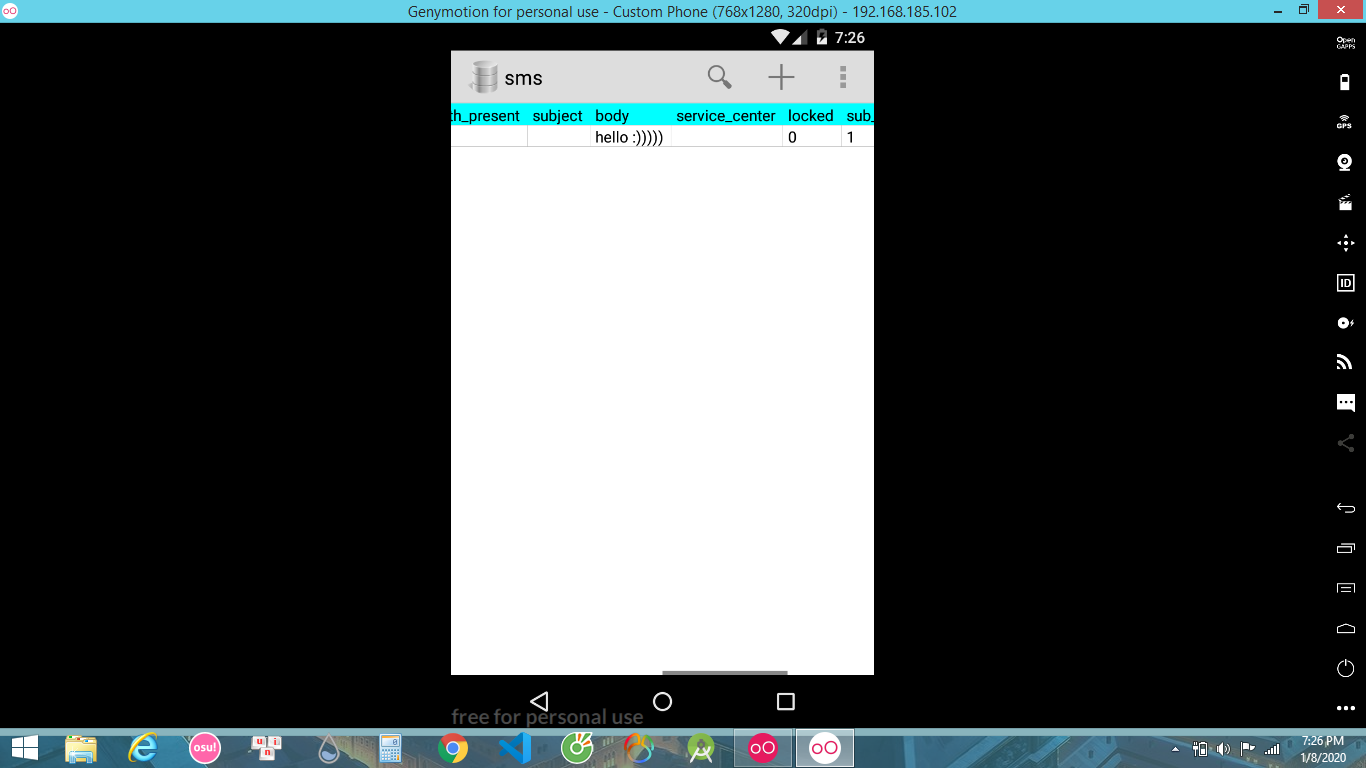 Genymotion for personal use - Custom Phone (768x1280, 320dpi) - 192.168.185.102
7:26
Open
GAPPS
sms
th_present subject body service_center locked sub_
hello :))))) 0 1
GPS
ID
free for personal use
osu!
u i n
7:26 PM
1/8/2020